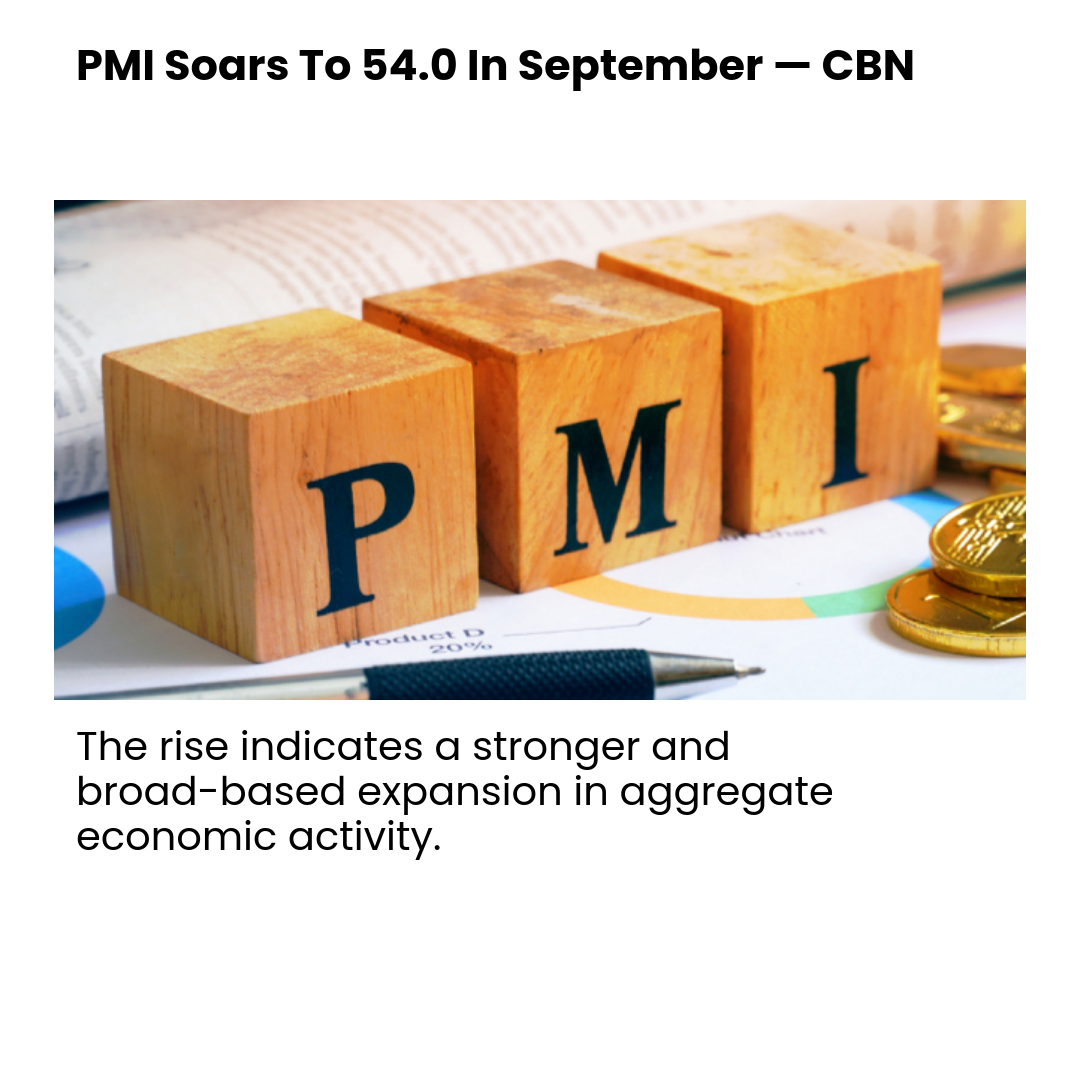 PMI Soars To 54.0 In September — CBN
P M I
Product D
20%
Chart
The rise indicates a stronger and
broad-based expansion in aggregate
economic activity.